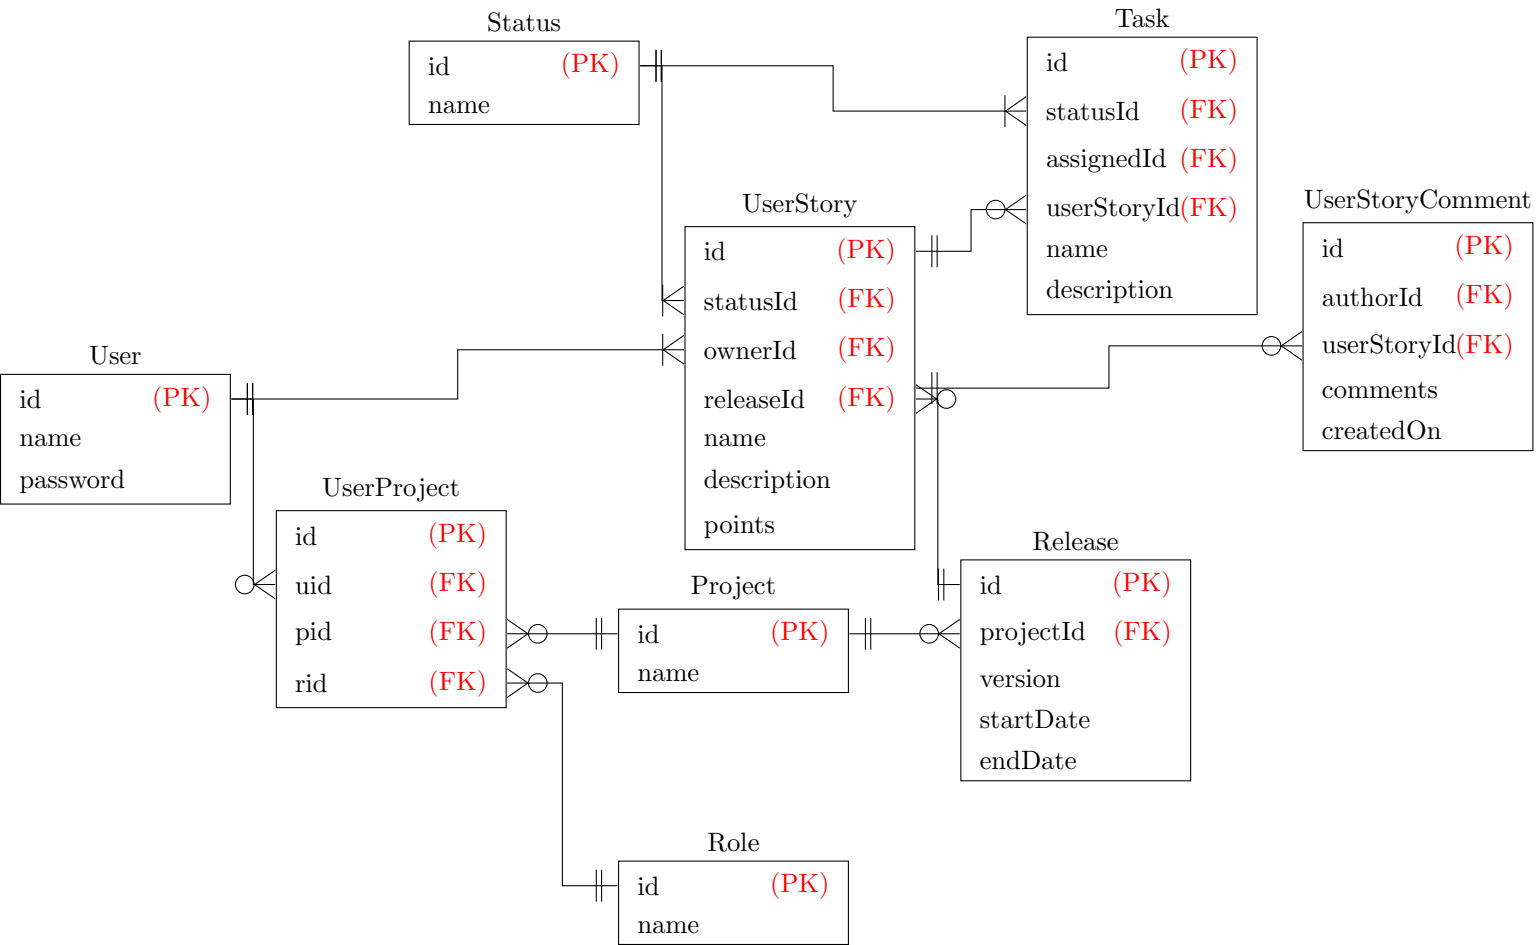 Status
id (PK)
name
Task
id (PK)
statusId (FK)
assignedId (FK)
userStoryId(FK)
name
description
UserStory
id (PK)
statusId (FK)
ownerId (FK)
releaseId (FK)
name
description
points
UserStoryComment
id (PK)
authorId (FK)
userStoryId(FK)
comments
createdOn
User
id (PK)
name
password
UserProject
id (PK)
uid (FK)
pid (FK)
rid (FK)
Project
id (PK)
name
Release
id (PK)
projectId (FK)
version
startDate
endDate
Role
id (PK)
name